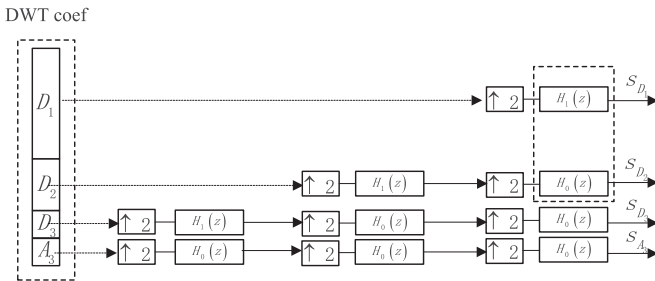 DWT coef
D₁ ↑ 2 H₁(z) S_D₁
D₂ ↑ 2 H₁(z) ↑ 2 H₀(z) S_D₂
D₃ ↑ 2 H₁(z) ↑ 2 H₀(z) ↑ 2 H₀(z) S_D₃
A₃ ↑ 2 H₀(z) ↑ 2 H₀(z) ↑ 2 H₀(z) S_A₃